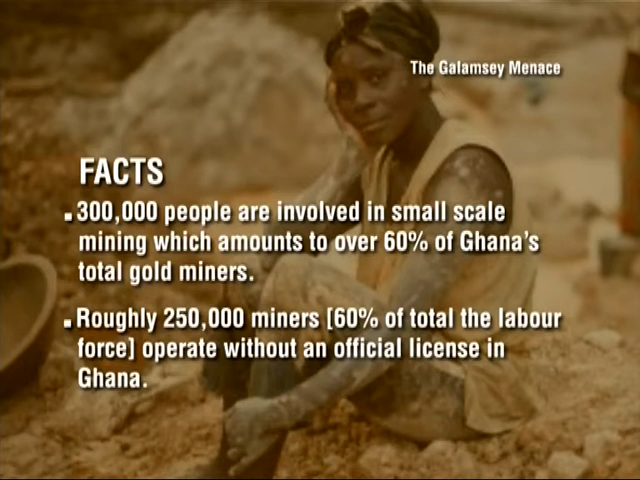 The Galamsey Menace
FACTS
▪300,000 people are involved in small scale
mining which amounts to over 60% of Ghana's
total gold miners.
▪Roughly 250,000 miners [60% of total the labour
force] operate without an official license in
Ghana.